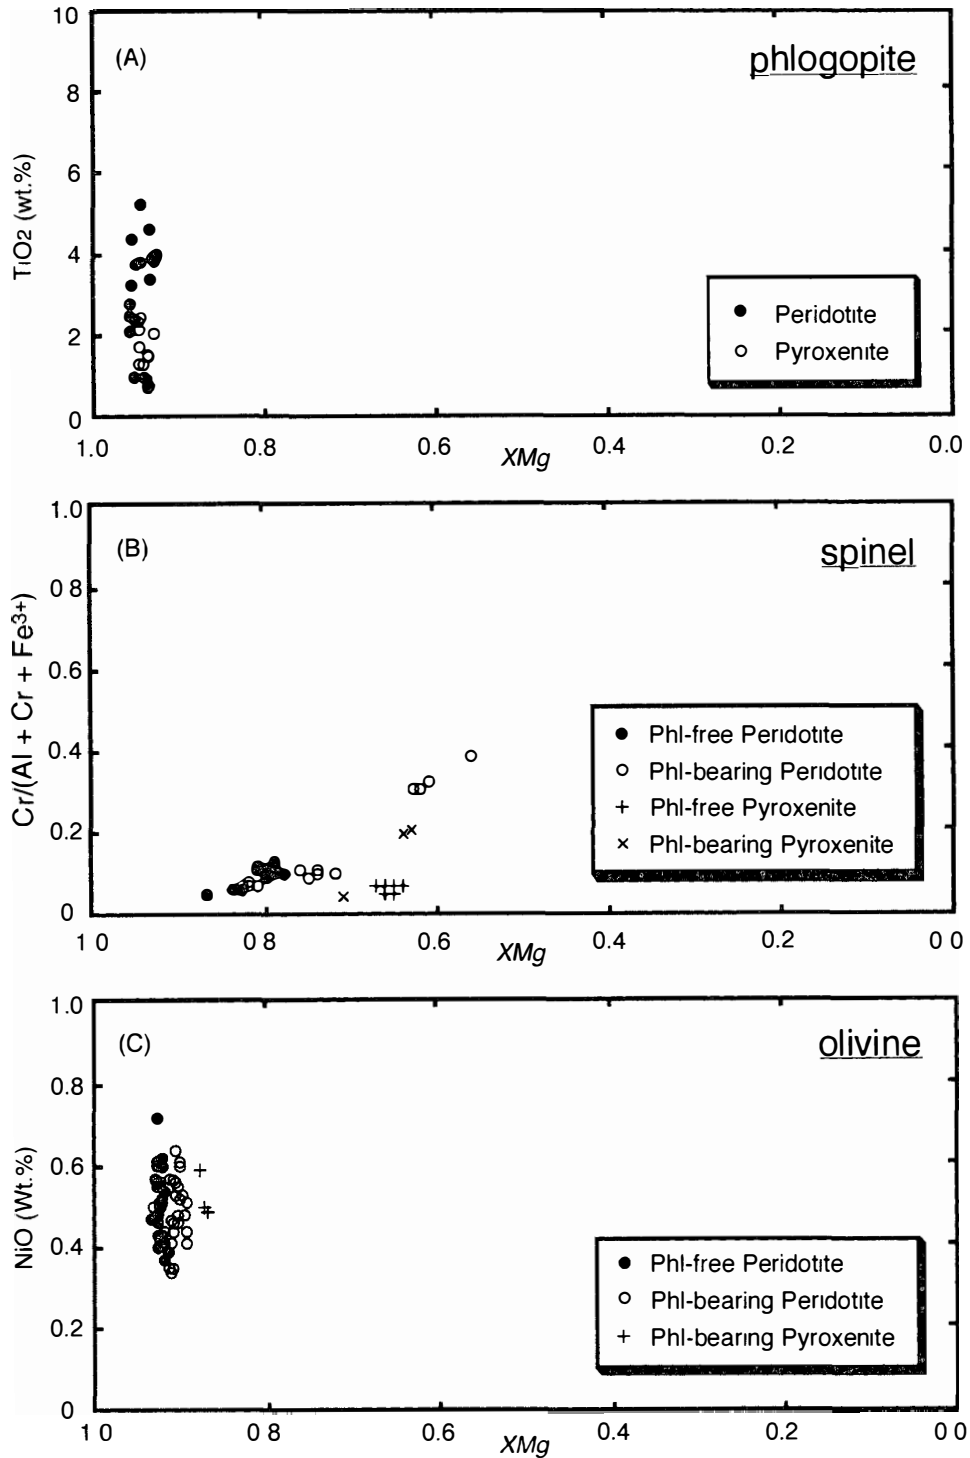 10
(A)
phlogopite
8
6
TiO2 (wt.%)
4
2
0
Peridotite
Pyroxenite
1.0
0.8
0.6
0.4
0.2
0.0
XMg
1.0
(B)
spinel
0 8
0.6
Cr/(Al + Cr + Fe3+)
0.4
0.2
0
Phl-free Peridotite
Phl-bearing Peridotite
Phl-free Pyroxenite
Phl-bearing Pyroxenite
1 0
0 8
0.6
0.4
0.2
0 0
XMg
1.0
(C)
olivine
0.8
0.6
NiO (Wt.%)
0.4
0.2
0
Phl-free Peridotite
Phl-bearing Peridotite
Phl-bearing Pyroxenite
1 0
0 8
0.6
0.4
0.2
0 0
XMg